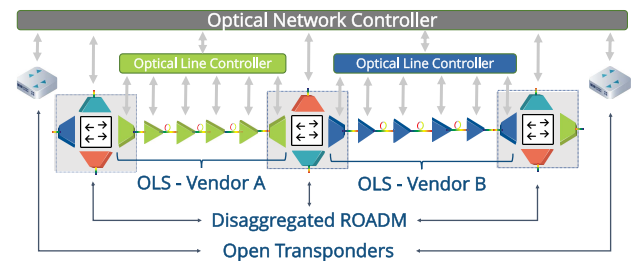 Optical Network Controller
Optical Line Controller
Optical Line Controller
OLS - Vendor A
OLS - Vendor B
Disaggregated ROADM
Open Transponders